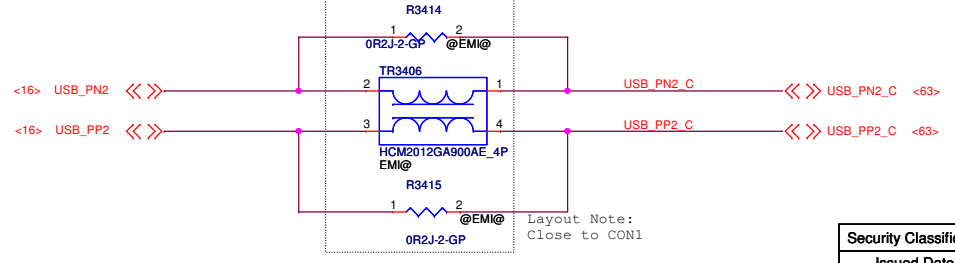 R3414
1 2
0R2J-2-GP @EMI@
TR3406
<16> USB_PN2 2 1 USB_PN2_C USB_PN2_C <63>
<16> USB_PP2 3 4 USB_PP2_C USB_PP2_C <63>
HCM2012GA900AE_4P
EMI@
R3415
1 2
@EMI@
0R2J-2-GP
Layout Note:
Close to CON1
Security Classific
Issued Date